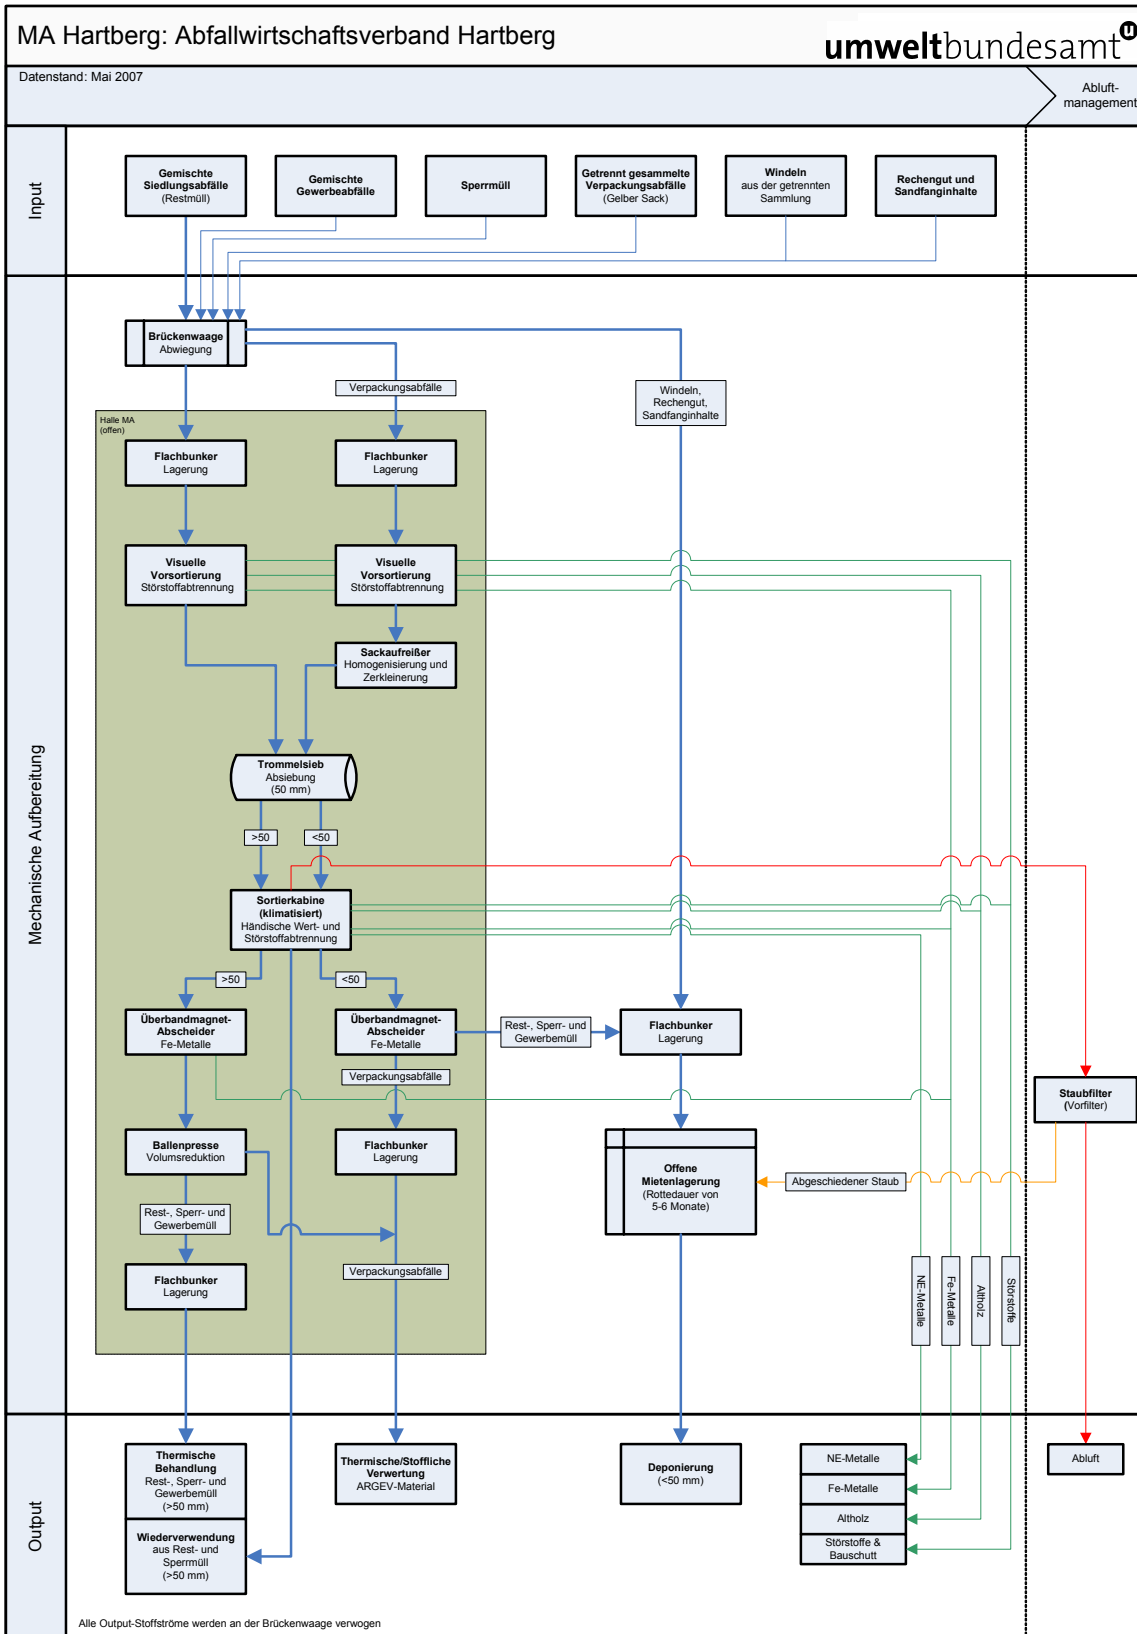 MA Hartberg: Abfallwirtschaftsverband Hartberg
umweltbundesamt
u
Datenstand: Mai 2007
Abluft-
management
Input
Gemischte
Siedlungsabfälle
(Restmüll)
Gemischte
Gewerbeabfälle
Sperrmüll
Getrennt gesammelte
Verpackungsabfälle
(Gelber Sack)
Windeln
aus der getrennten
Sammlung
Rechengut und
Sandfanginhalte
Mechanische Aufbereitung
Brückenwaage
Abwiegung
Verpackungsabfälle
Windeln,
Rechengut,
Sandfanginhalte
Halle MA
(offen)
Flachbunker
Lagerung
Flachbunker
Lagerung
Visuelle
Vorsortierung
Störstoffabtrennung
Visuelle
Vorsortierung
Störstoffabtrennung
Sackaufreißer
Homogenisierung und
Zerkleinerung
Trommelsieb
Absiebung
(50 mm)
>50
<50
Sortierkabine
(klimatisiert)
Händische Wert- und
Störstoffabtrennung
>50
<50
Überbandmagnet-
Abscheider
Fe-Metalle
Überbandmagnet-
Abscheider
Fe-Metalle
Rest-, Sperr- und
Gewerbemüll
Flachbunker
Lagerung
Verpackungsabfälle
Staubfilter
(Vorfilter)
Ballenpresse
Volumsreduktion
Flachbunker
Lagerung
Offene
Mietenlagerung
(Rottedauer von
5-6 Monate)
Abgeschiedener Staub
Rest-, Sperr- und
Gewerbemüll
Verpackungsabfälle
Flachbunker
Lagerung
NE-Metalle
Fe-Metalle
Altholz
Störstoffe
Output
Thermische
Behandlung
Rest-, Sperr- und
Gewerbemüll
(>50 mm)
Wiederverwendung
aus Rest- und
Sperrmüll
(>50 mm)
Thermische/Stoffliche
Verwertung
ARGEV-Material
Deponierung
(<50 mm)
NE-Metalle
Fe-Metalle
Altholz
Störstoffe &
Bauschutt
Abluft
Alle Output-Stoffströme werden an der Brückenwaage verwogen